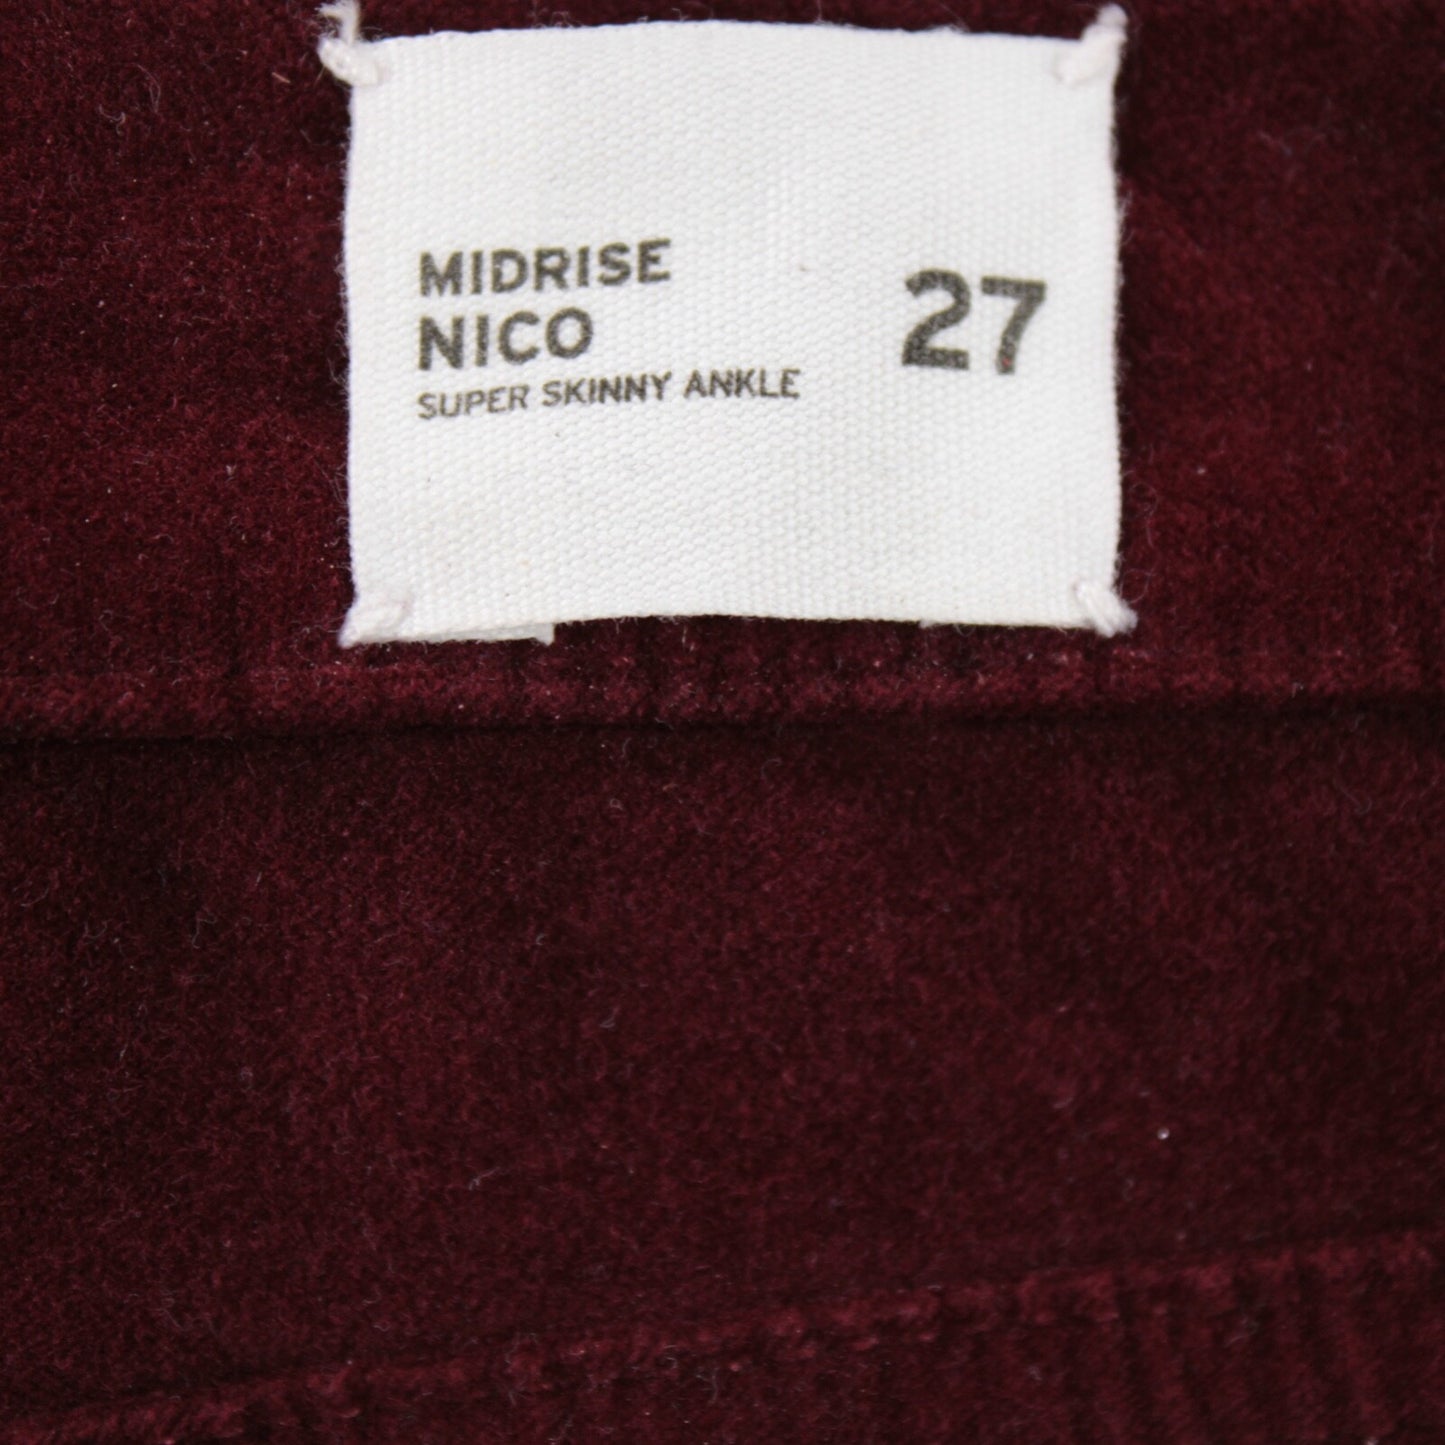 MIDRISE
NICO
SUPER SKINNY ANKLE
27